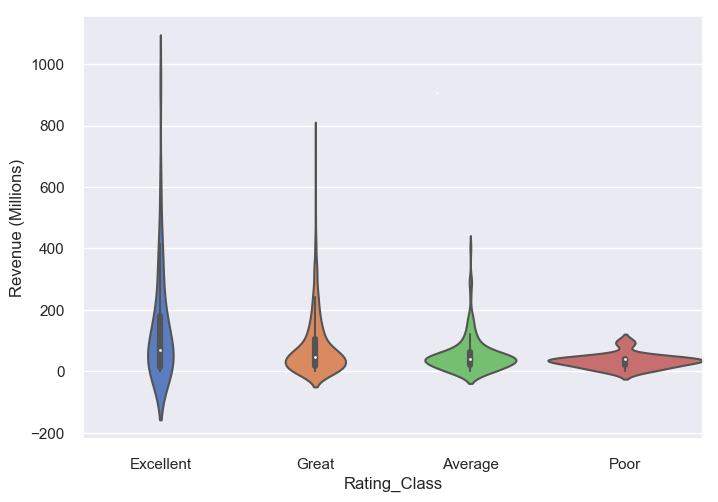 Revenue (Millions)
1000
800
600
400
200
0
−200
Excellent
Great
Average
Poor
Rating_Class